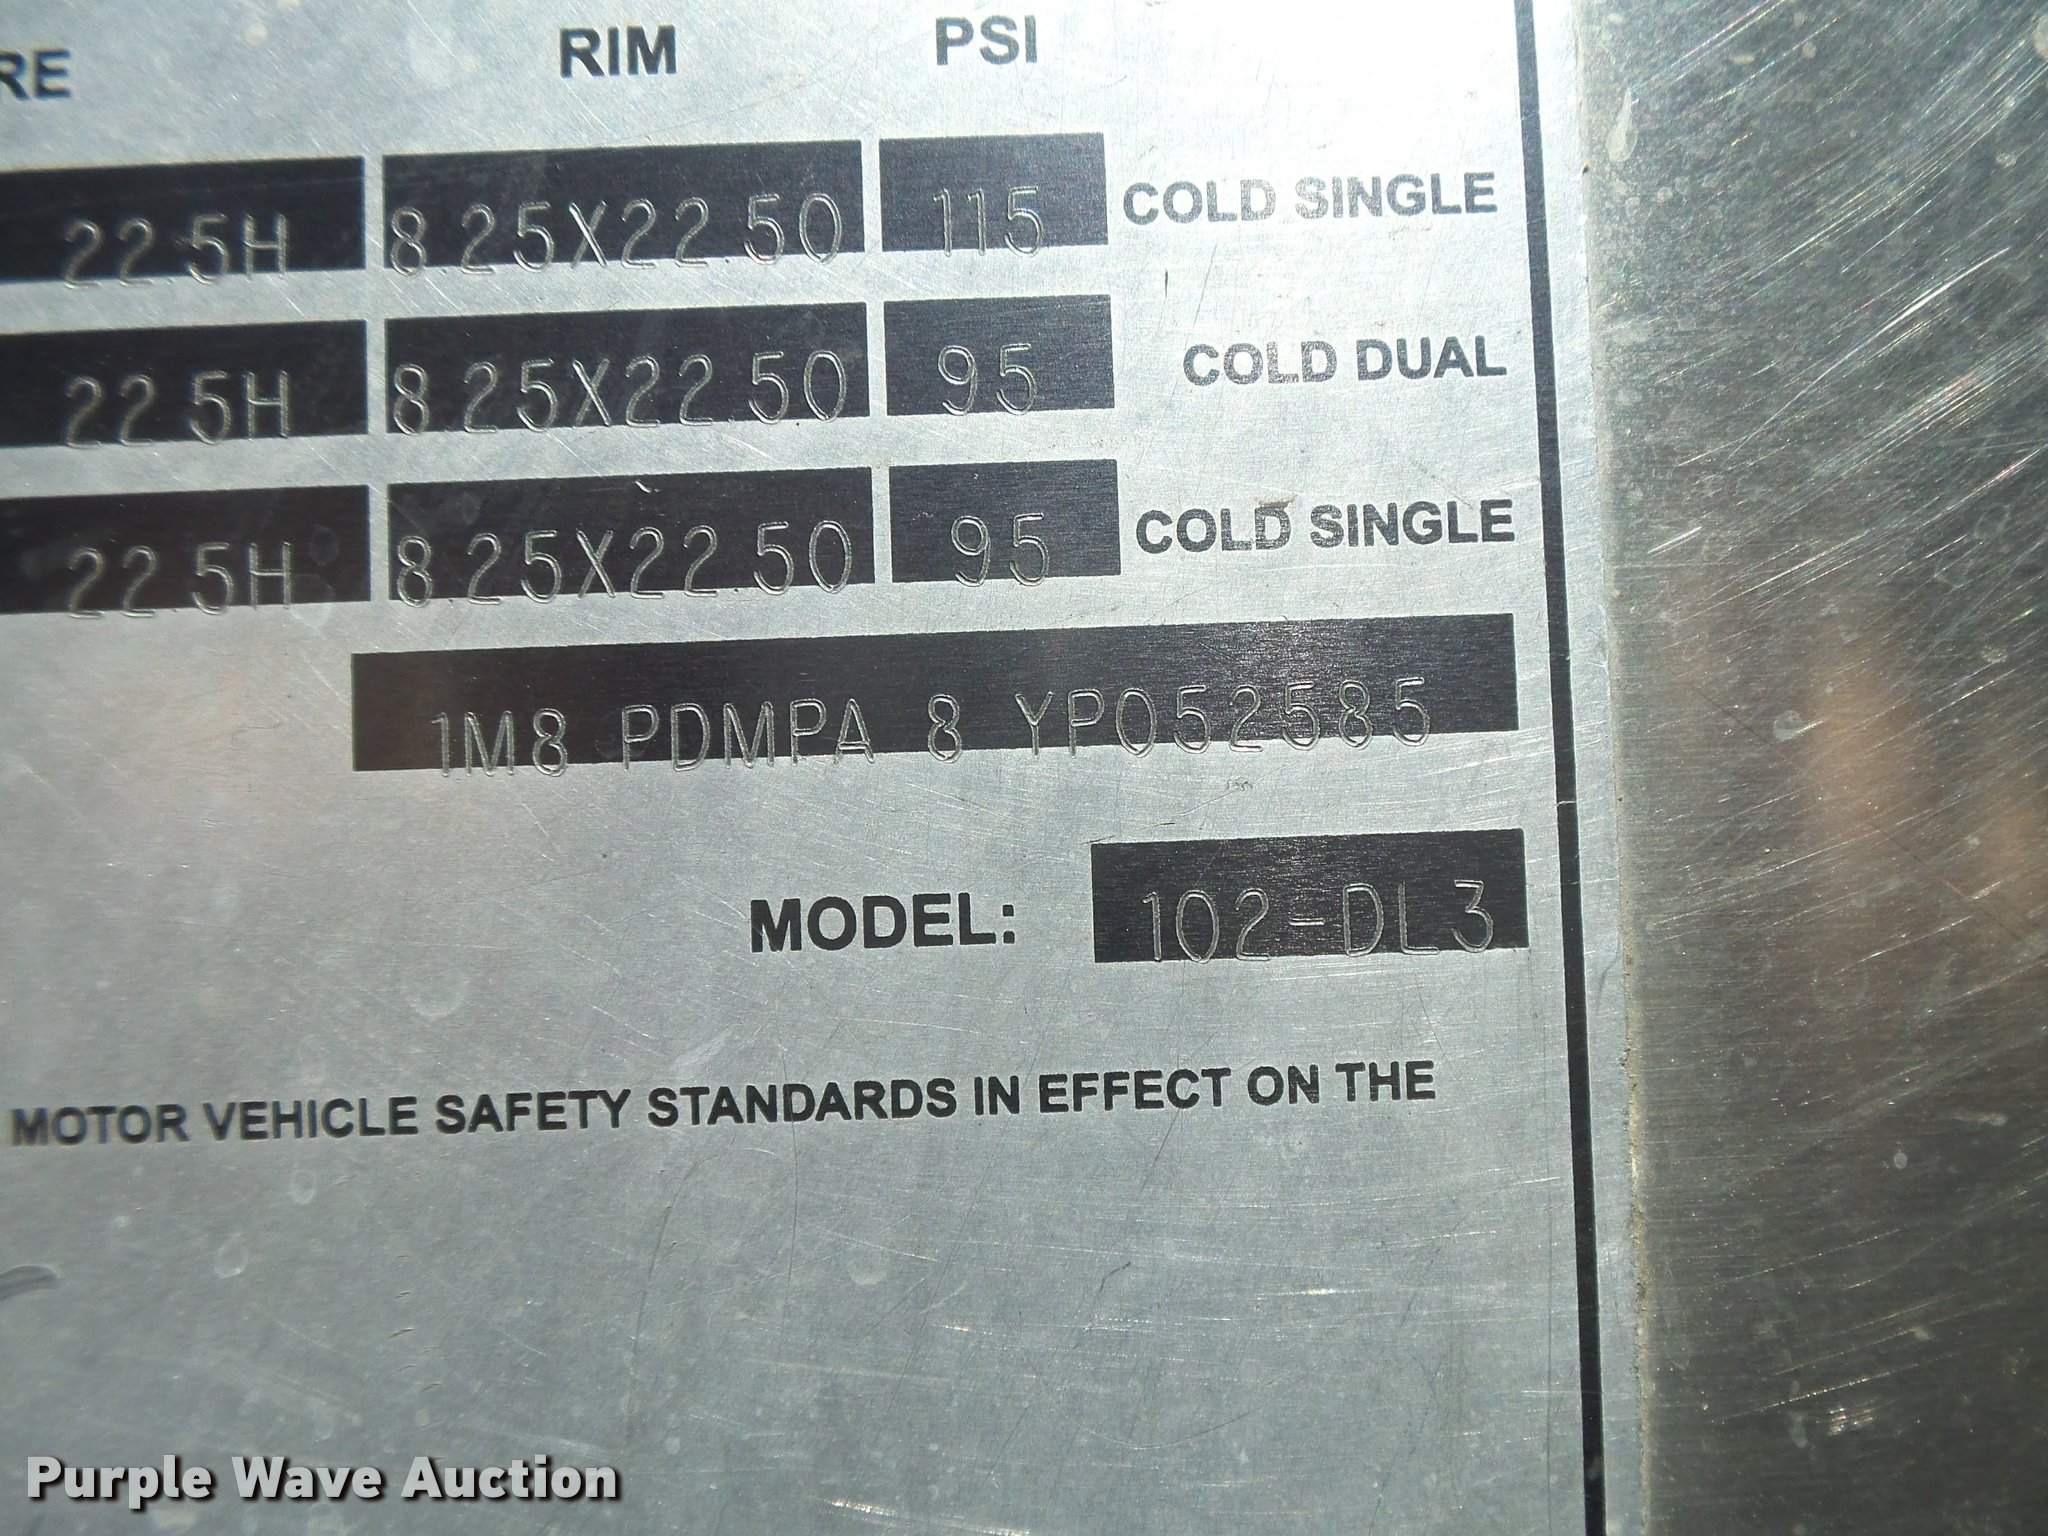 RE RIM PSI
22.5H 8.25X22.50 115 COLD SINGLE
22.5H 8.25X22.50 95 COLD DUAL
22.5H 8.25X22.50 95 COLD SINGLE
1M8 PDMPA 8 YP052585
MODEL: 102-DL3
MOTOR VEHICLE SAFETY STANDARDS IN EFFECT ON THE
Purple Wave Auction